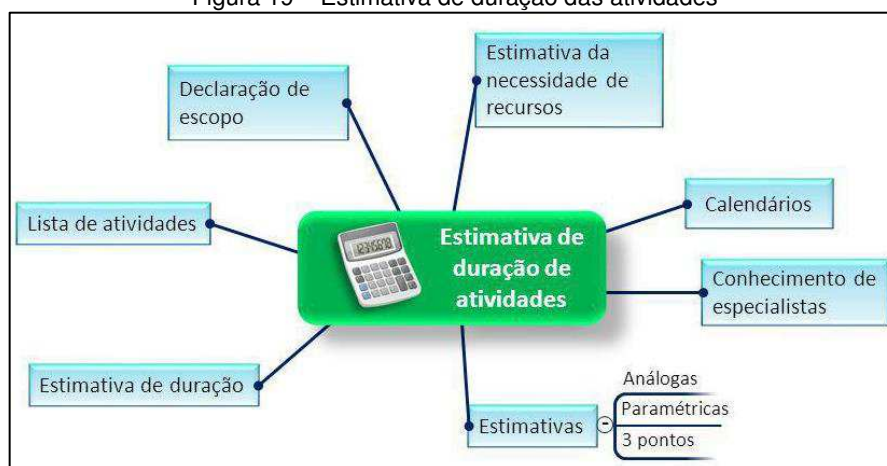 Figura 19 – Estimativa de duração das atividades
Estimativa da
necessidade de
recursos
Declaração de
escopo
Calendários
Lista de atividades
12345678
Estimativa de
duração de
atividades
Conhecimento de
especialistas
Estimativa de duração
Estimativas
Análogas
Paramétricas
3 pontos